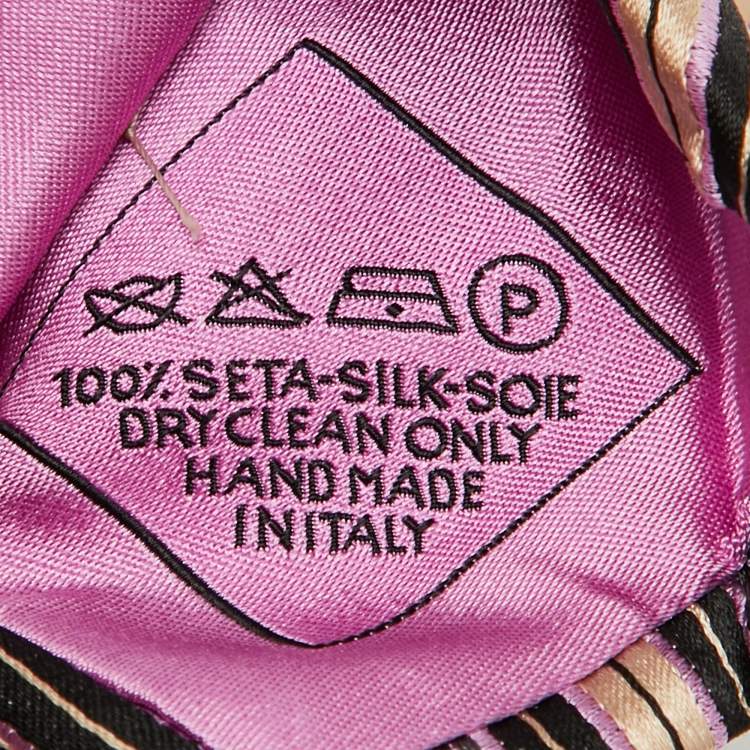 P
100% SETA-SILK-SOIE
DRY CLEAN ONLY
HAND MADE
IN ITALY